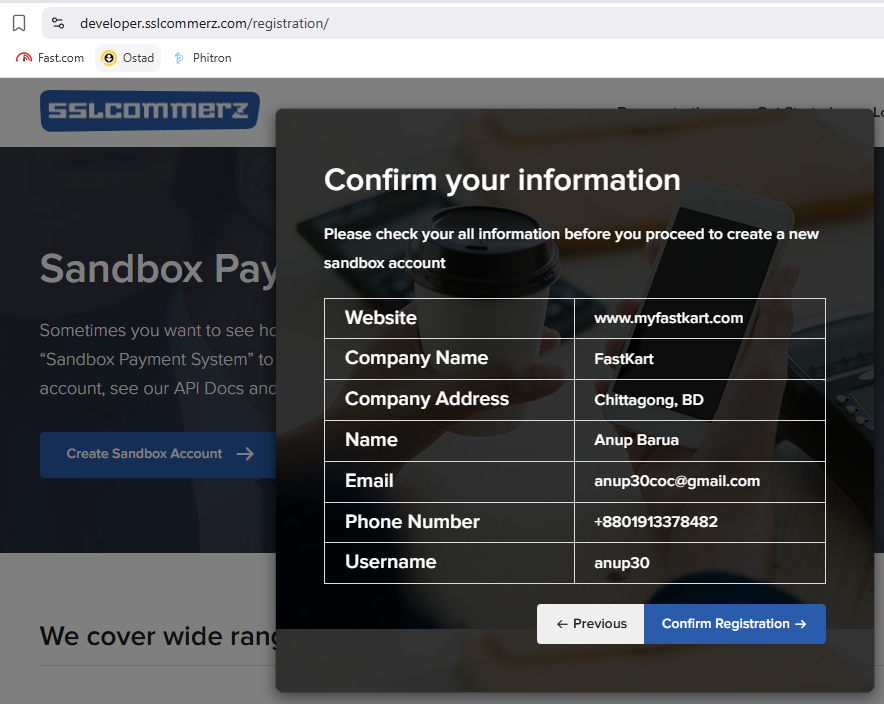 developer.sslcommerz.com/registration/
Fast.com Ostad Phitron
SSLCOMMERZ
Confirm your information
Please check your all information before you proceed to create a new
sandbox account
Sandbox Pay
Sometimes you want to see
“Sandbox Payment System” to
account, see our API Docs and
Create Sandbox Account →
Website www.myfastkart.com
Company Name FastKart
Company Address Chittagong, BD
Name Anup Barua
Email anup30coc@gmail.com
Phone Number +8801913378482
Username anup30
← Previous Confirm Registration →
We cover wide rang